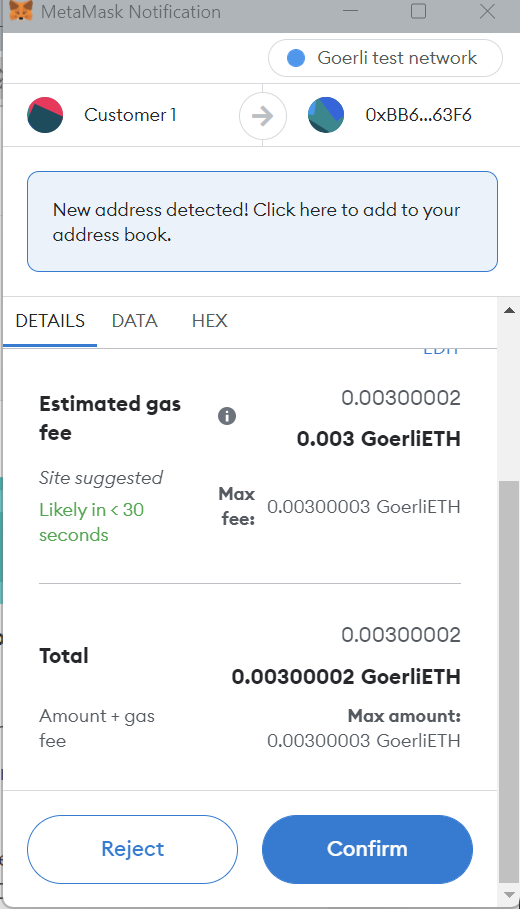 MetaMask Notification
Goerli test network
Customer 1
0xBB6...63F6
New address detected! Click here to add to your
address book.
DETAILS DATA HEX
EDIT
Estimated gas
fee
0.00300002
0.003 GoerliETH
Site suggested
Likely in < 30
seconds
Max
fee:
0.00300003 GoerliETH
Total
0.00300002
0.00300002 GoerliETH
Amount + gas
fee
Max amount:
0.00300003 GoerliETH
Reject
Confirm